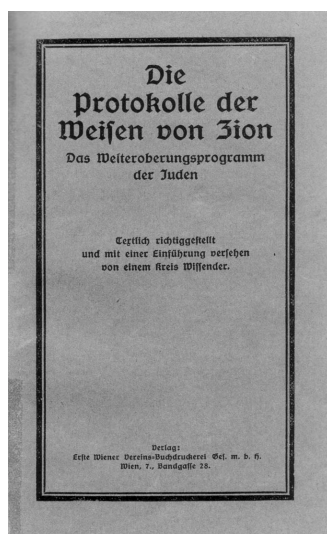 Die
Protokolle der
Weisen von Zion
Das Welteroberungsprogramm
der Juden
Textlich richtiggestellt
und mit einer Einführung versehen
von einem Kreis Wissender.
Verlag:
Erste Wiener Vereins-Buchdruckerei Ges. m. b. H.
Wien, 7., Bandgasse 28.